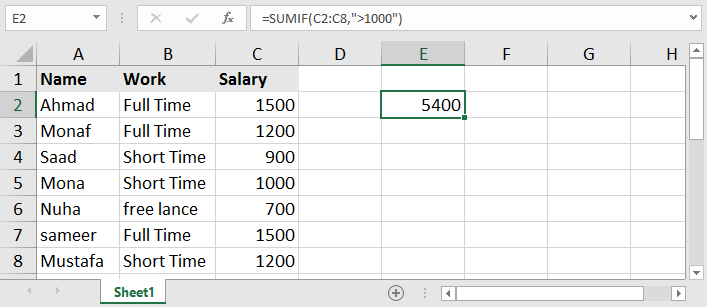 E2 fx =SUMIF(C2:C8,">1000")
A B C D E F G H
1 Name Work Salary
2 Ahmad Full Time 1500 5400
3 Monaf Full Time 1200
4 Saad Short Time 900
5 Mona Short Time 1000
6 Nuha free lance 700
7 sameer Full Time 1500
8 Mustafa Short Time 1200
Sheet1